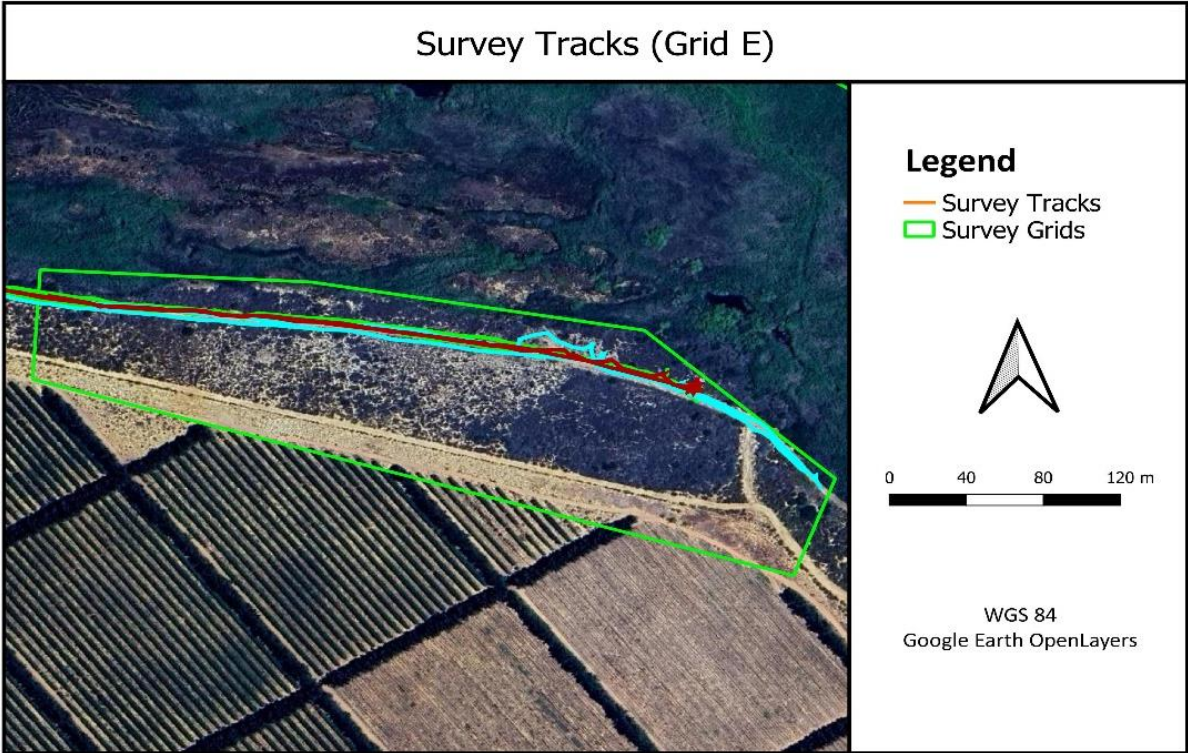 Survey Tracks (Grid E)
Legend
Survey Tracks
Survey Grids
0 40 80 120 m
WGS 84
Google Earth OpenLayers